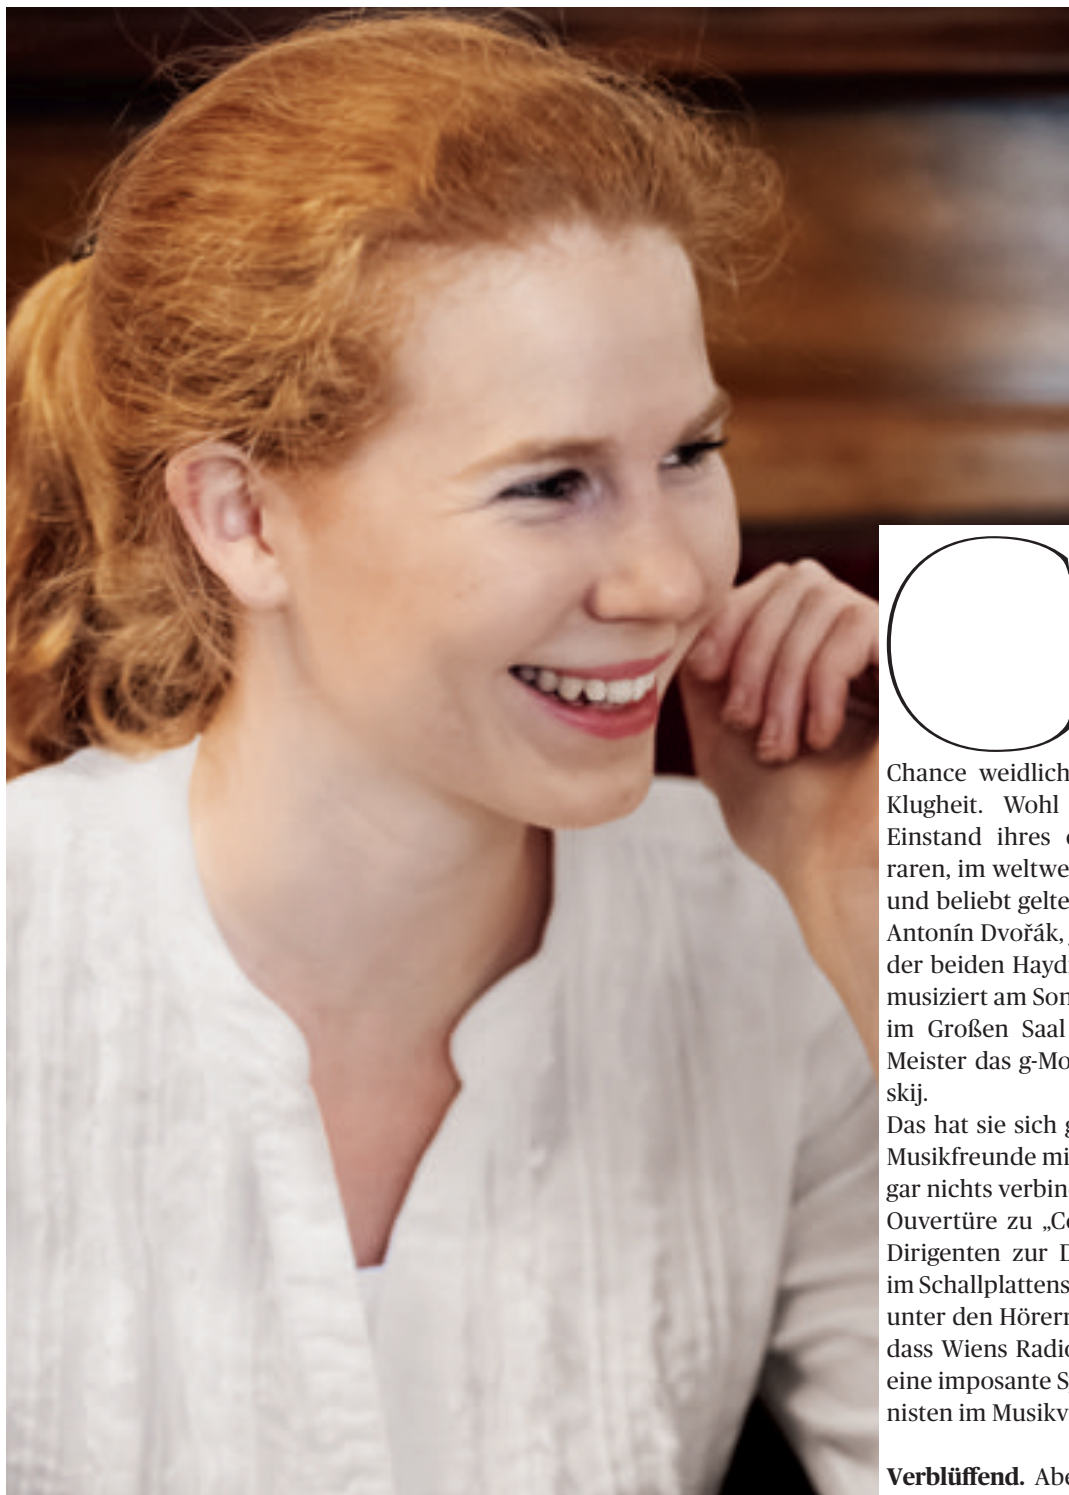 C
Chance weidlich
Klugheit. Wohl
Einstand ihres
raren, im weltwe
und beliebt gelte
Antonín Dvořák,
der beiden Hayd
musiziert am Son
im Großen Saal
Meister das g-Mo
skij.
Das hat sie sich g
Musikfreunde mi
gar nichts verbin
Ouvertüre zu „Co
Dirigenten zur D
im Schallplattens
unter den Hörern
dass Wiens Radio
eine imposante S
nisten im Musikv
Verblüffend. Abe